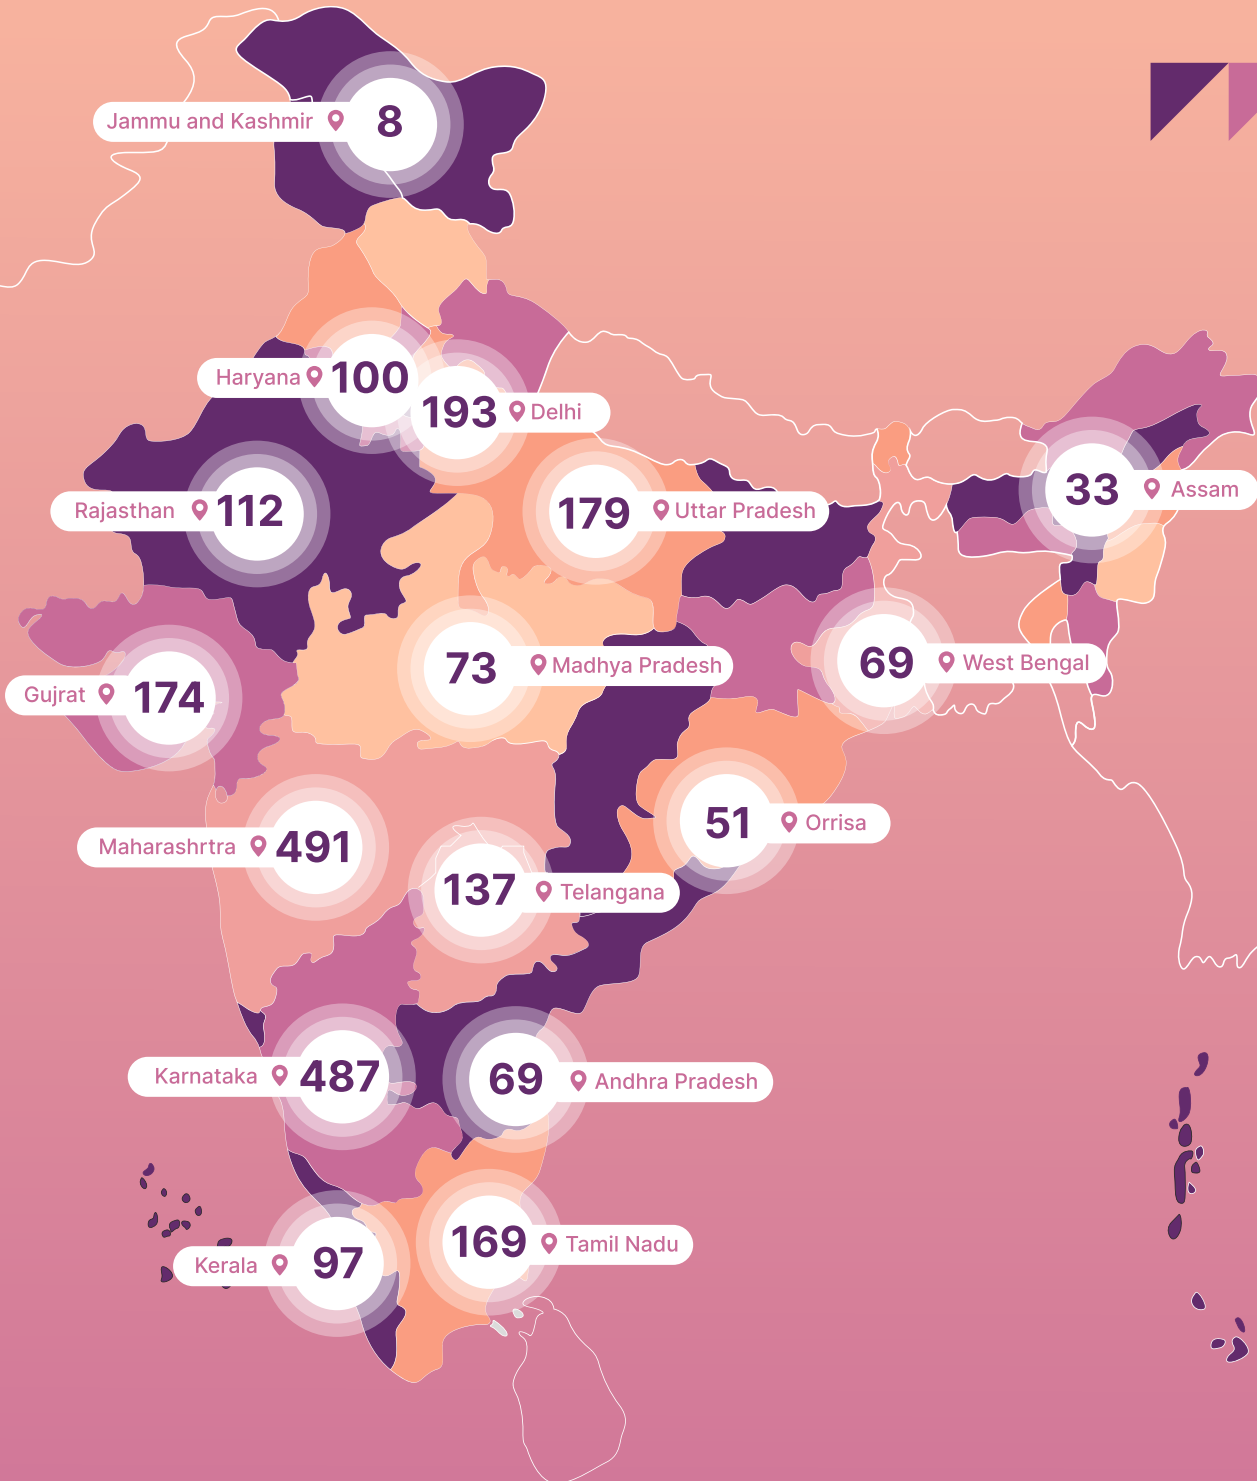 Jammu and Kashmir 8
Haryana 100
193 Delhi
Rajasthan 112
179 Uttar Pradesh
33 Assam
73 Madhya Pradesh
69 West Bengal
Gujrat 174
51 Orrisa
Maharashrtra 491
137 Telangana
Karnataka 487
69 Andhra Pradesh
169 Tamil Nadu
Kerala 97